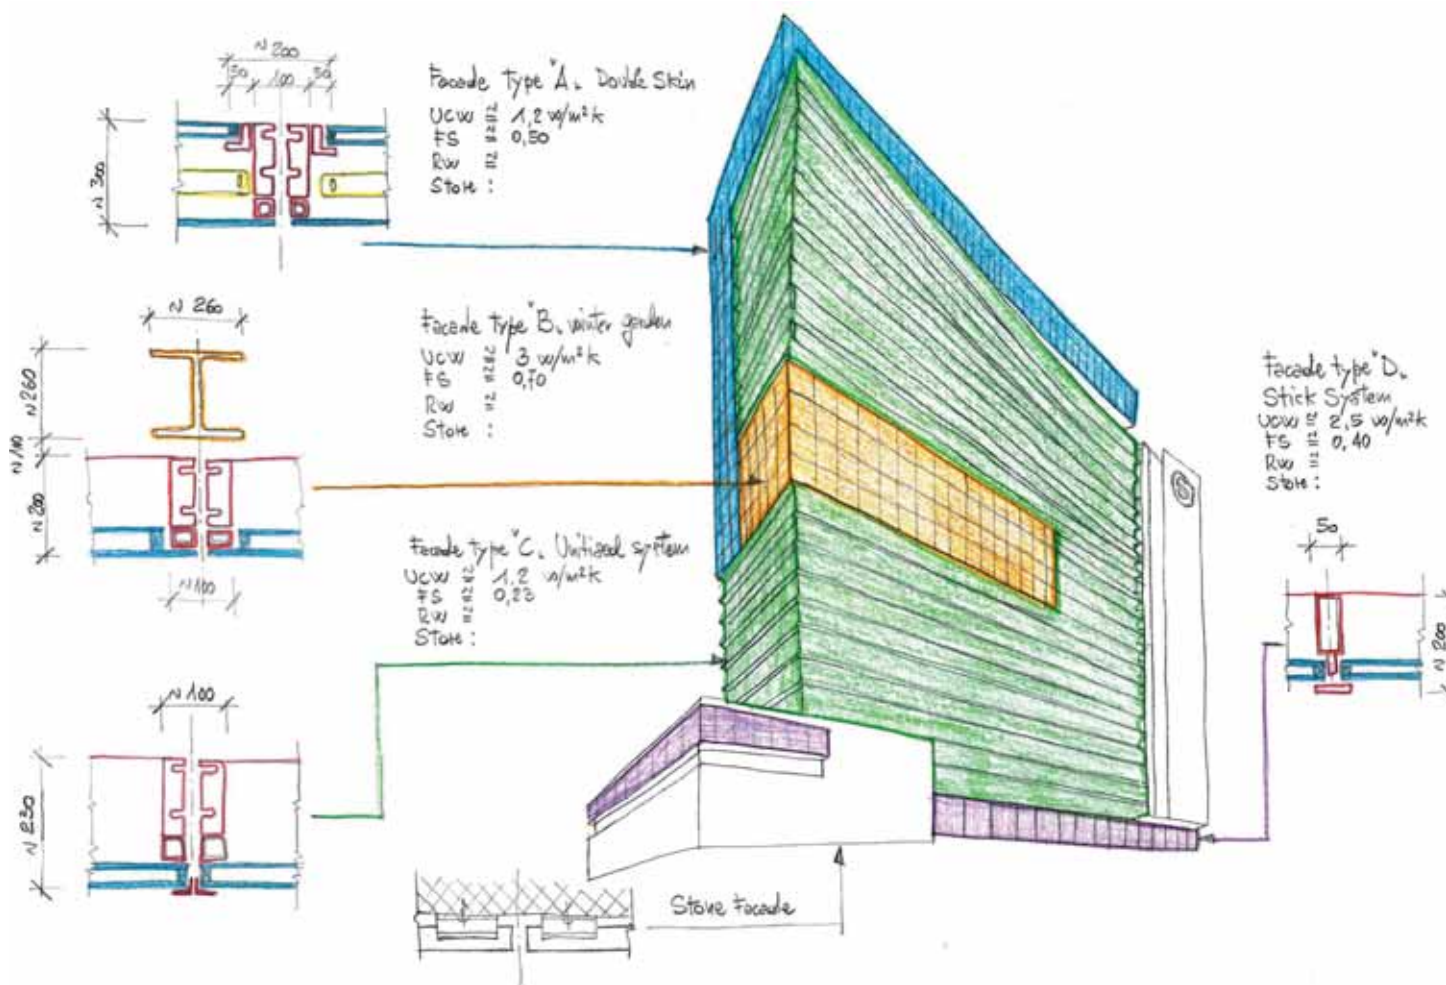 ~ 200
50 100 50
~ 300
Facade type "A" Double Skin
UCW ≅ 1,2 w/m²k
FS ≅ 0,50
RW ≅
Store :
~ 260
~ 260
~ 110
~ 200
~ 100
Facade type "B" winter garden
UCW ≅ 3 w/m²k
FS ≅ 0,70
RW ≅
Store :
Facade type "C" Unitized system
UCW ≅ 1,2 w/m²k
FS ≅ 0,23
RW ≅
Store :
~ 100
~ 230
Facade type "D"
Stick System
UCW ≅ 2,5 w/m²k
FS ≅ 0,40
RW ≅
Store :
50
~ 200
Stone Facade